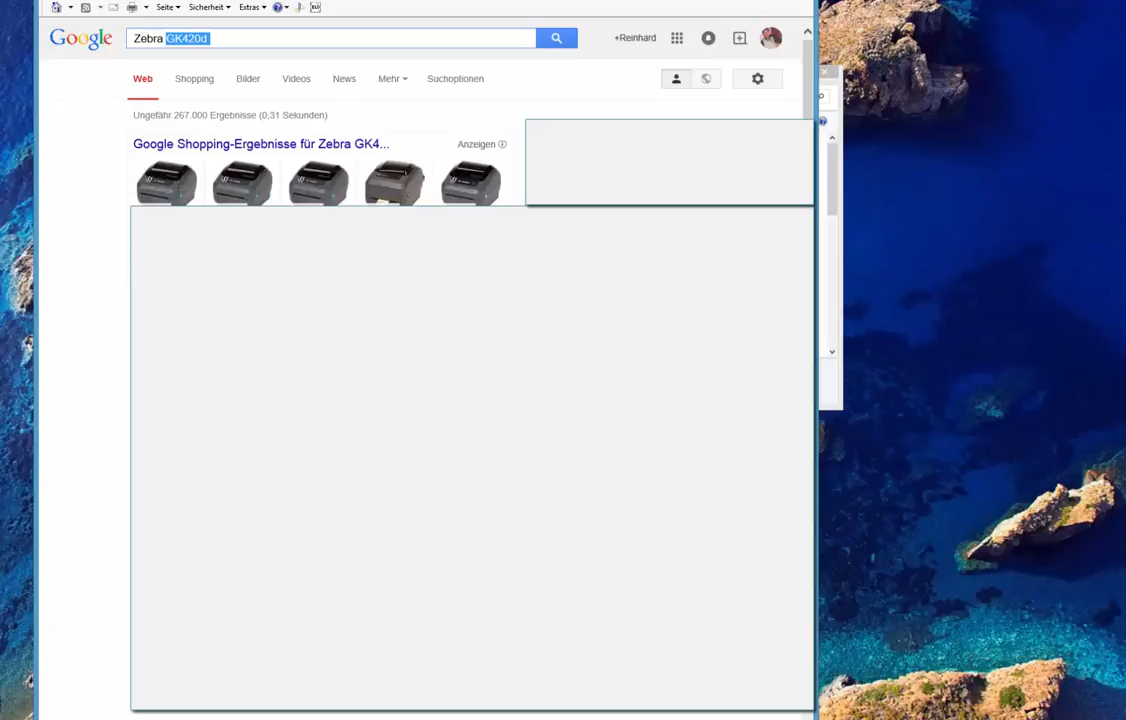 Seite Sicherheit Extras
Google Zebra GK420d +Reinhard
Web Shopping Bilder Videos News Mehr Suchoptionen
Ungefähr 267.000 Ergebnisse (0,31 Sekunden)
Google Shopping-Ergebnisse für Zebra GK4... Anzeigen